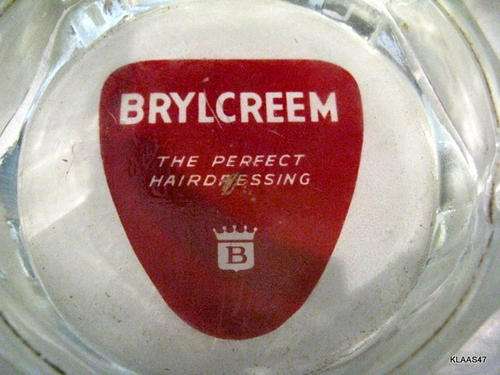 BRYLCREEM
THE PERFECT
HAIRDRESSING
B
KLAAS47